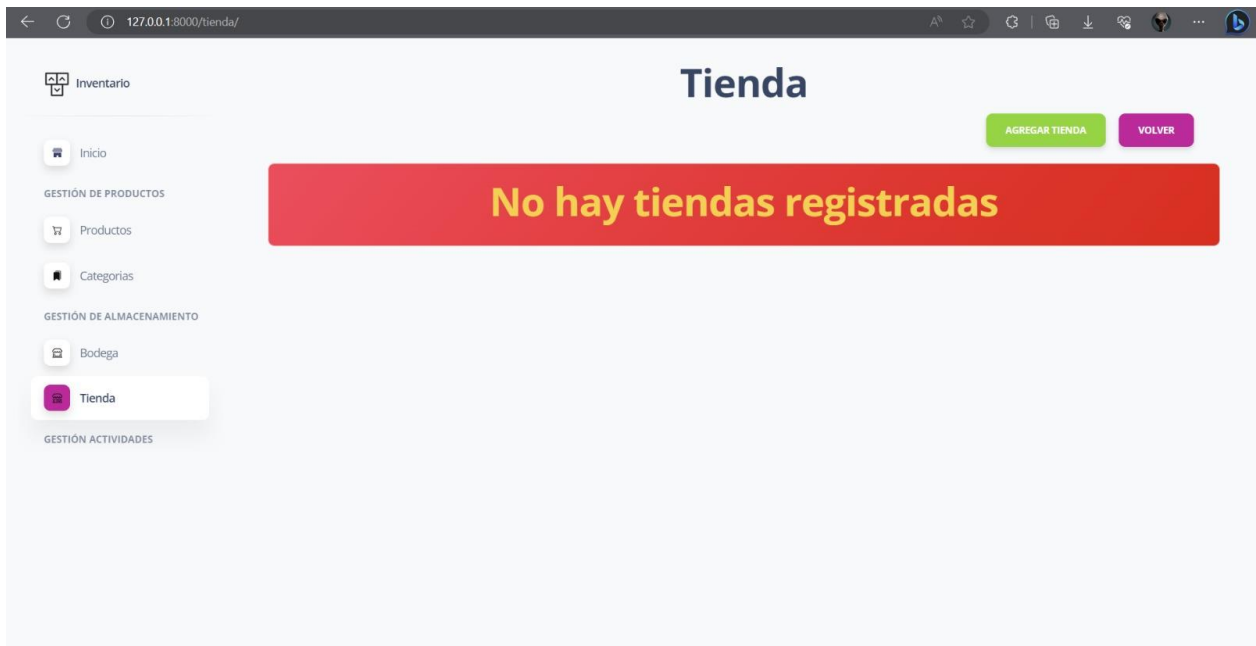 127.0.0.1:8000/tienda/
Inventario
Tienda
AGREGAR TIENDA
VOLVER
Inicio
GESTIÓN DE PRODUCTOS
No hay tiendas registradas
Productos
Categorias
GESTIÓN DE ALMACENAMIENTO
Bodega
Tienda
GESTIÓN ACTIVIDADES